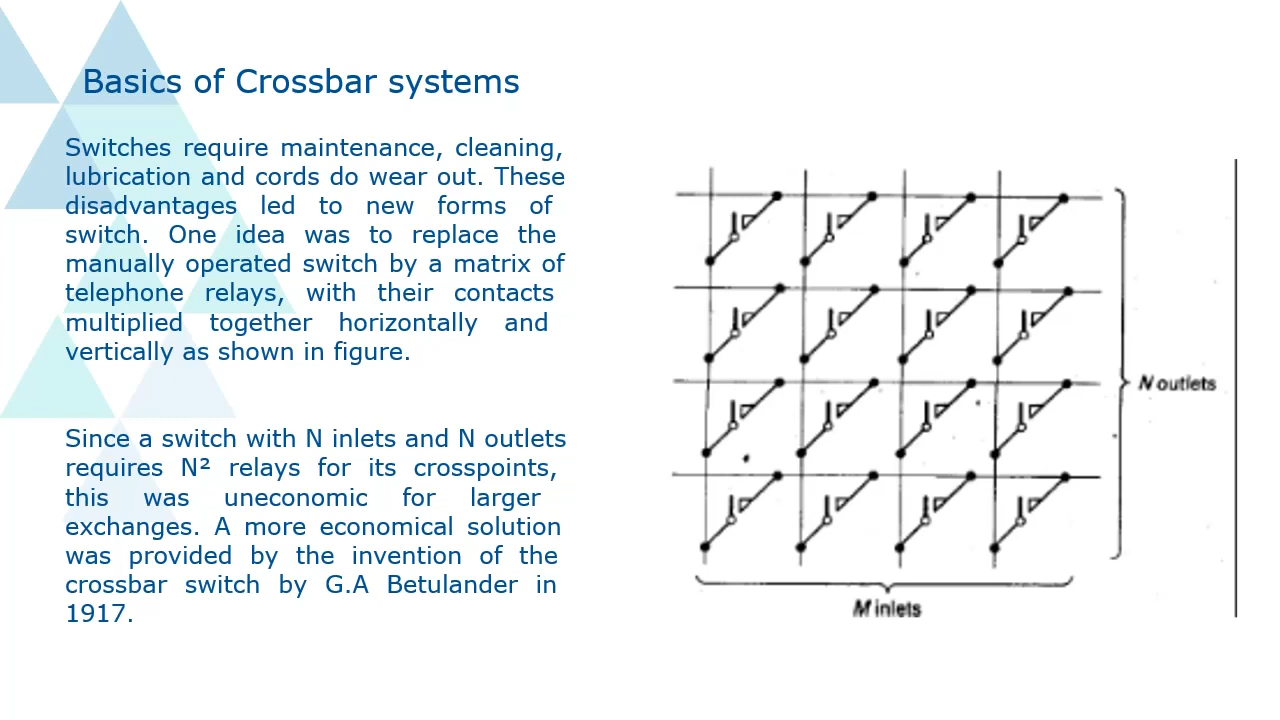 Basics of Crossbar systems
Switches require maintenance, cleaning,
lubrication and cords do wear out. These
disadvantages led to new forms of
switch. One idea was to replace the
manually operated switch by a matrix of
telephone relays, with their contacts
multiplied together horizontally and
vertically as shown in figure.
Since a switch with N inlets and N outlets
requires N² relays for its crosspoints,
this was uneconomic for larger
exchanges. A more economical solution
was provided by the invention of the
crossbar switch by G.A Betulander in
1917.
N outlets
M inlets